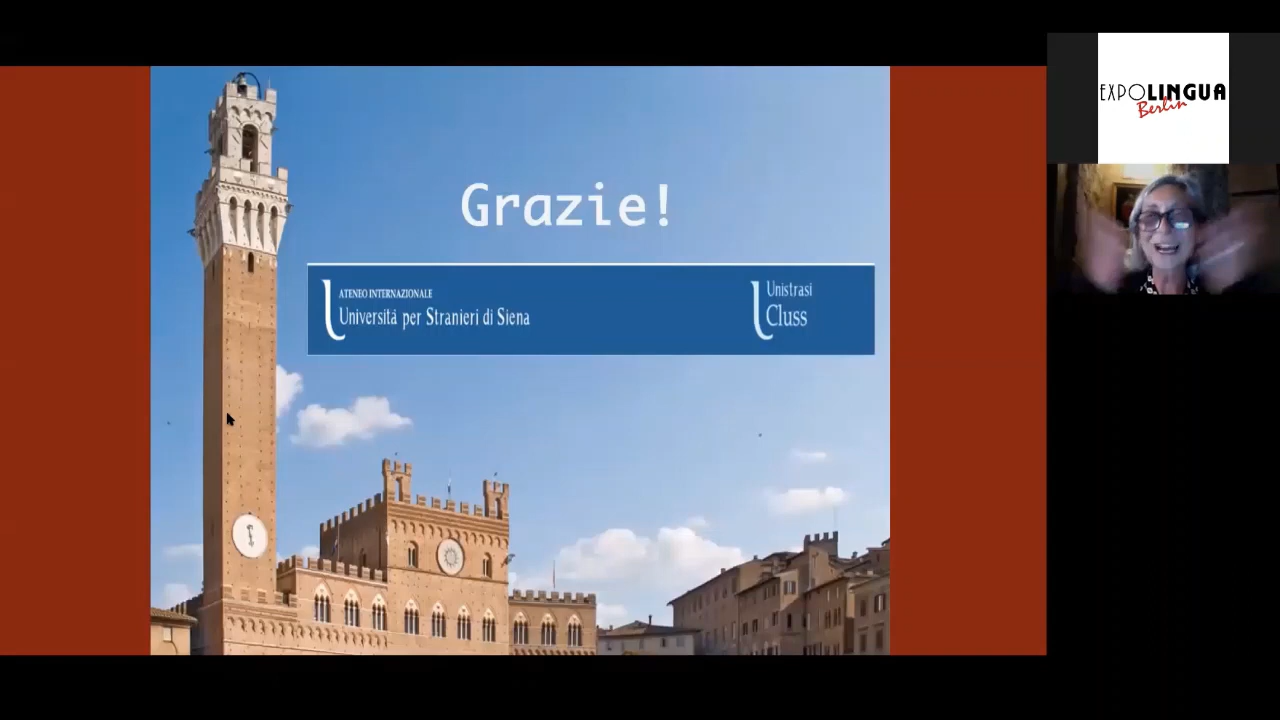 Grazie!
ATENEO INTERNAZIONALE
Università per Stranieri di Siena
Unistrasi
Cluss
EXPOLINGUA
Berlin